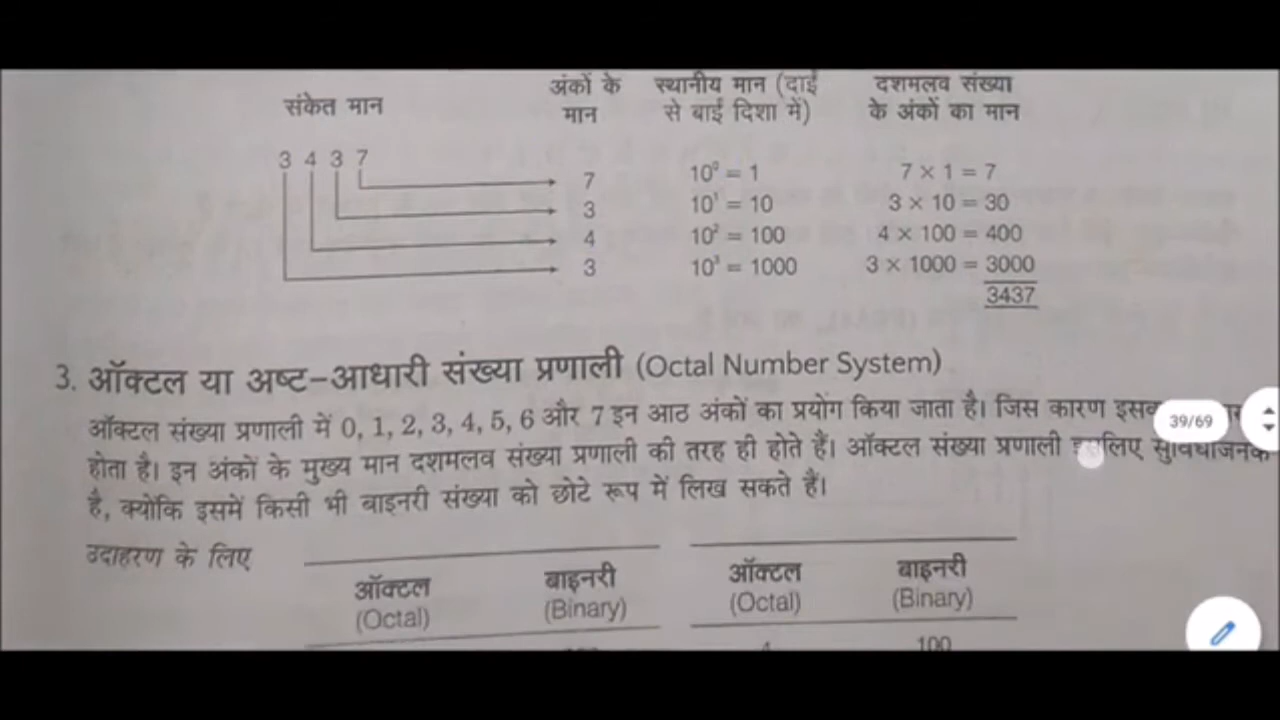 संकेत मान
अंकों के मान
स्थानीय मान (दाईं से बाईं दिशा में)
दशमलव संख्या के अंकों का मान
3 4 3 7
7 10⁰ = 1 7 × 1 = 7
3 10¹ = 10 3 × 10 = 30
4 10² = 100 4 × 100 = 400
3 10³ = 1000 3 × 1000 = 3000
3437
3. ऑक्टल या अष्ट-आधारी संख्या प्रणाली (Octal Number System)
ऑक्टल संख्या प्रणाली में 0, 1, 2, 3, 4, 5, 6 और 7 इन आठ अंकों का प्रयोग किया जाता है। जिस कारण
39/69
होता है। इन अंकों के मुख्य मान दशमलव संख्या प्रणाली की तरह ही होते हैं। ऑक्टल संख्या प्रणाली इसलिए सुविधाजनक
है, क्योंकि इसमें किसी भी बाइनरी संख्या को छोटे रूप में लिख सकते हैं।
उदाहरण के लिए
ऑक्टल बाइनरी ऑक्टल बाइनरी
(Octal) (Binary) (Octal) (Binary)
100